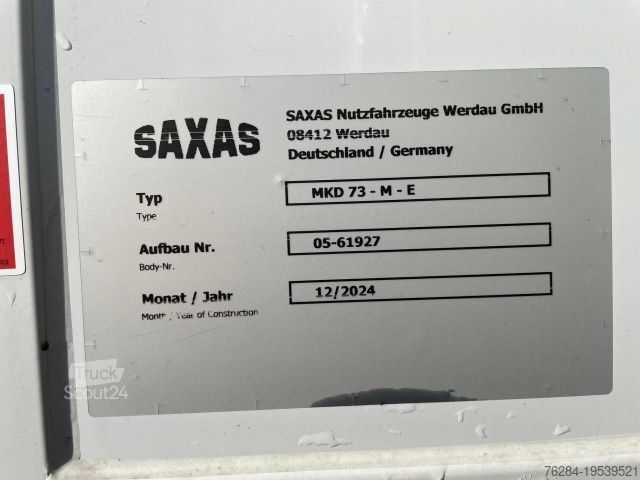 SAXAS
SAXAS Nutzfahrzeuge Werdau GmbH
08412 Werdau
Deutschland / Germany
Typ
Type
MKD 73 - M - E
Aufbau Nr.
Body-Nr.
05-61927
Monat / Jahr
Month / Year of Construction
12/2024
Truck
Scout24
02
76284-19539521